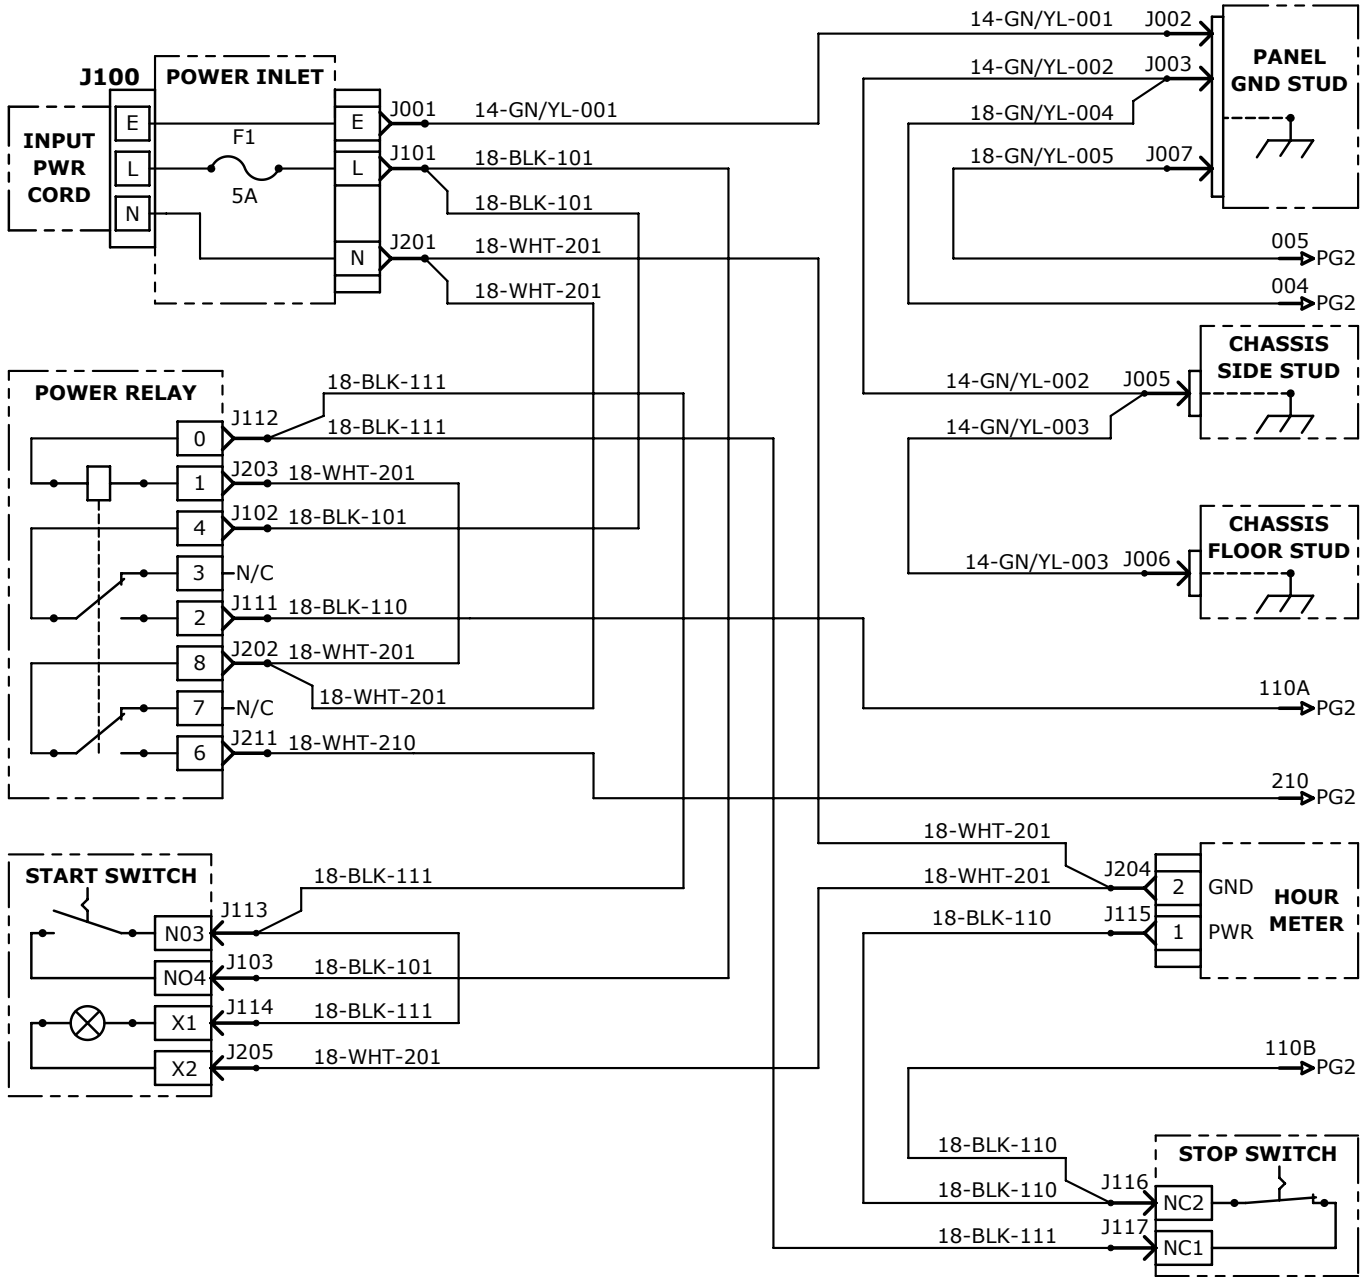 14-GN/YL-001 J002
PANEL
GND STUD
14-GN/YL-002 J003
18-GN/YL-004
18-GN/YL-005 J007
J100
POWER INLET
INPUT
PWR
CORD
E
L
N
F1
5A
E
L
N
J001 14-GN/YL-001
J101 18-BLK-101
18-BLK-101
J201 18-WHT-201
18-WHT-201
005
PG2
004
PG2
CHASSIS
SIDE STUD
14-GN/YL-002 J005
14-GN/YL-003
CHASSIS
FLOOR STUD
14-GN/YL-003 J006
POWER RELAY
18-BLK-111
0 J112 18-BLK-111
1 J203 18-WHT-201
4 J102 18-BLK-101
3 N/C
2 J111 18-BLK-110
8 J202 18-WHT-201
18-WHT-201
7 N/C
6 J211 18-WHT-210
110A
PG2
210
PG2
START SWITCH
18-BLK-111
N03 J113
NO4 J103 18-BLK-101
X1 J114 18-BLK-111
X2 J205 18-WHT-201
18-WHT-201
18-WHT-201 J204 2 GND
18-BLK-110 J115 1 PWR
HOUR
METER
110B
PG2
STOP SWITCH
18-BLK-110
18-BLK-110 J116 NC2
18-BLK-111 J117 NC1